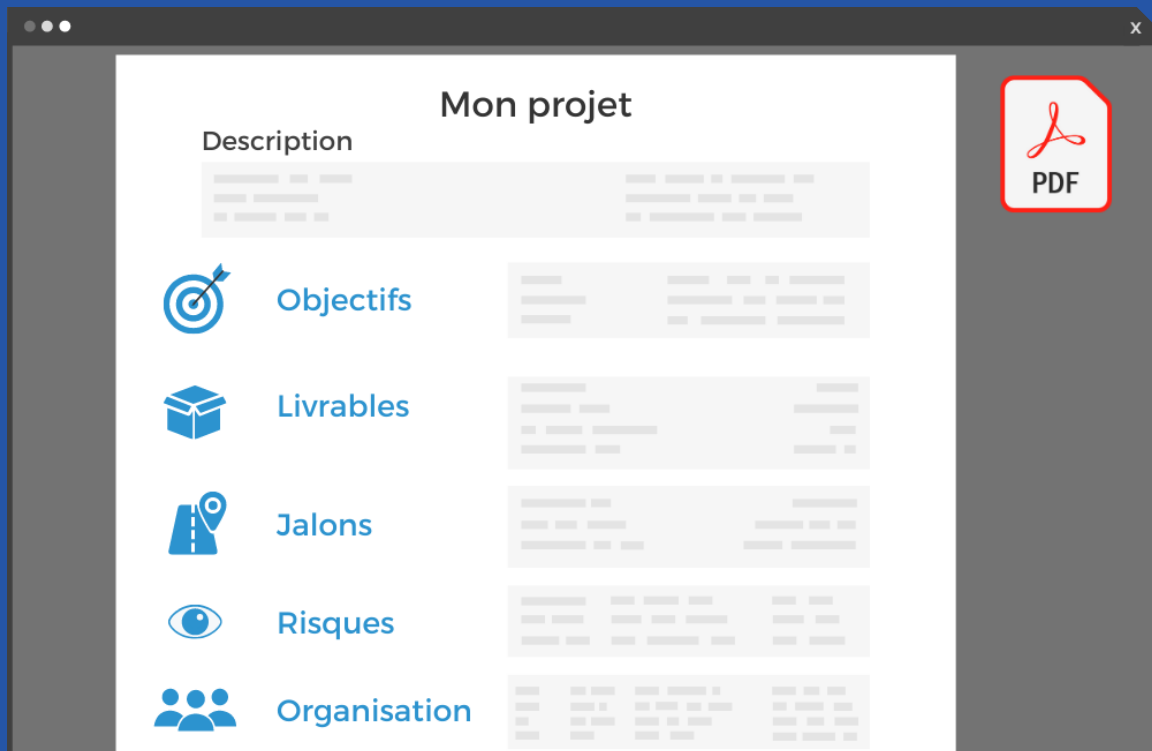 x
Mon projet
Description
PDF
Objectifs
Livrables
Jalons
Risques
Organisation